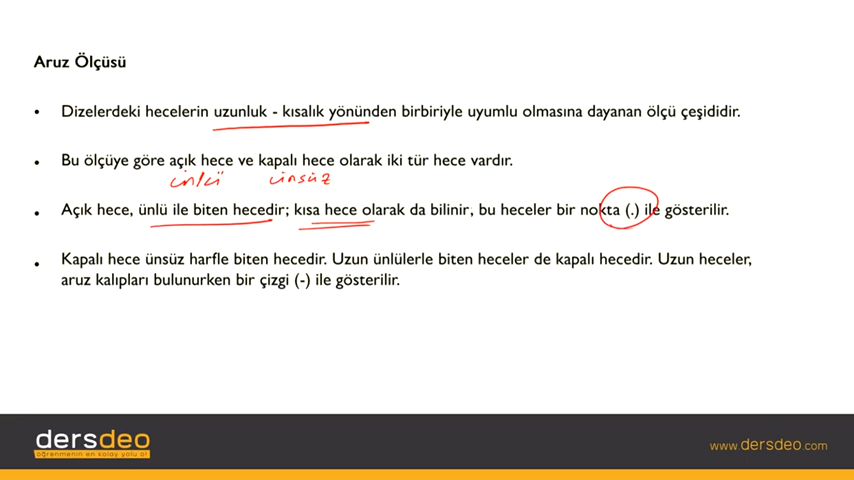 Aruz Ölçüsü
• Dizelerdeki hecelerin uzunluk - kısalık yönünden birbiriyle uyumlu olmasına dayanan ölçü çeşididir.
• Bu ölçüye göre açık hece ve kapalı hece olarak iki tür hece vardır.
ünlü ünsüz
• Açık hece, ünlü ile biten hecedir; kısa hece olarak da bilinir, bu heceler bir nokta (.) ile gösterilir.
• Kapalı hece ünsüz harfle biten hecedir. Uzun ünlülerle biten heceler de kapalı hecedir. Uzun heceler,
aruz kalıpları bulunurken bir çizgi (-) ile gösterilir.
dersdeo
öğrenmenin en kolay yolu
www.dersdeo.com